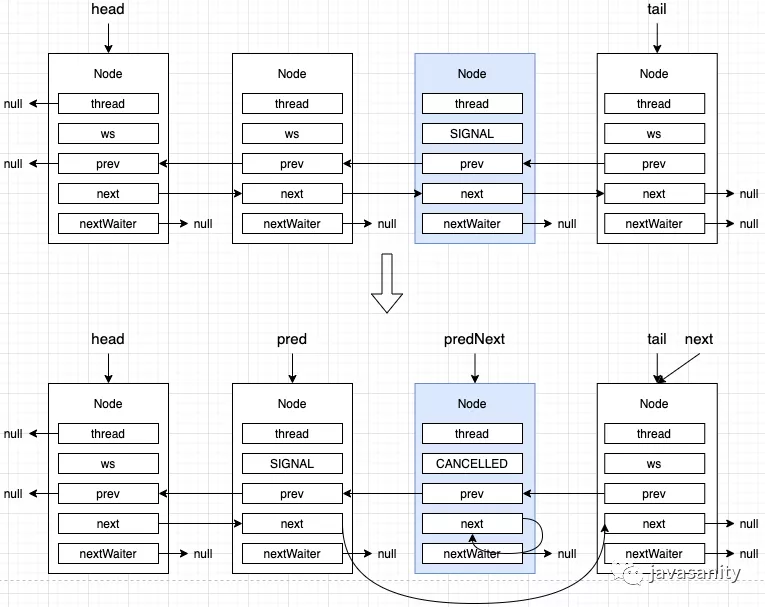 head tail
Node Node Node Node
null thread thread thread thread
ws ws SIGNAL ws
null prev prev prev prev
next next next next null
nextWaiter null nextWaiter null nextWaiter null nextWaiter null
head pred predNext tail next
Node Node Node Node
null thread thread thread thread
ws SIGNAL CANCELLED ws
null prev prev prev prev
next next next next null
nextWaiter null nextWaiter null nextWaiter null nextWaiter null
javasanity